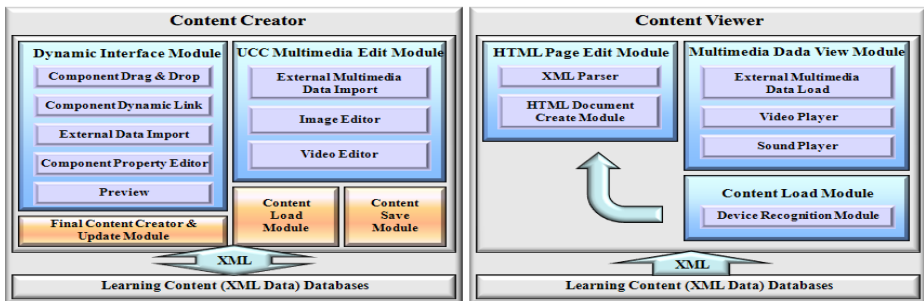 Content Creator
Dynamic Interface Module
Component Drag & Drop
Component Dynamic Link
External Data Import
Component Property Editor
Preview
Final Content Creator &
Update Module
UCC Multimedia Edit Module
External Multimedia
Data Import
Image Editor
Video Editor
Content
Load
Module
Content
Save
Module
XML
Learning Content (XML Data) Databases
Content Viewer
HTML Page Edit Module
XML Parser
HTML Document
Create Module
Multimedia Dada View Module
External Multimedia
Data Load
Video Player
Sound Player
Content Load Module
Device Recognition Module
XML
Learning Content (XML Data) Databases